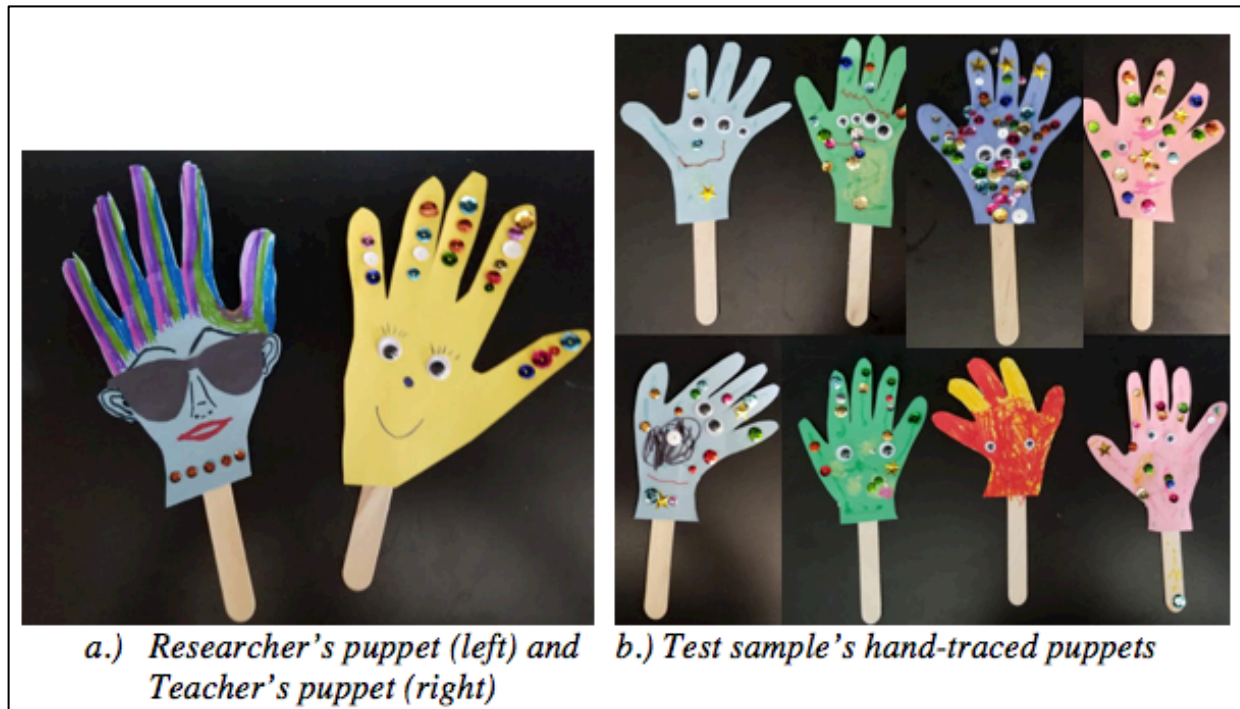 a.) Researcher's puppet (left) and
Teacher's puppet (right)
b.) Test sample's hand-traced puppets